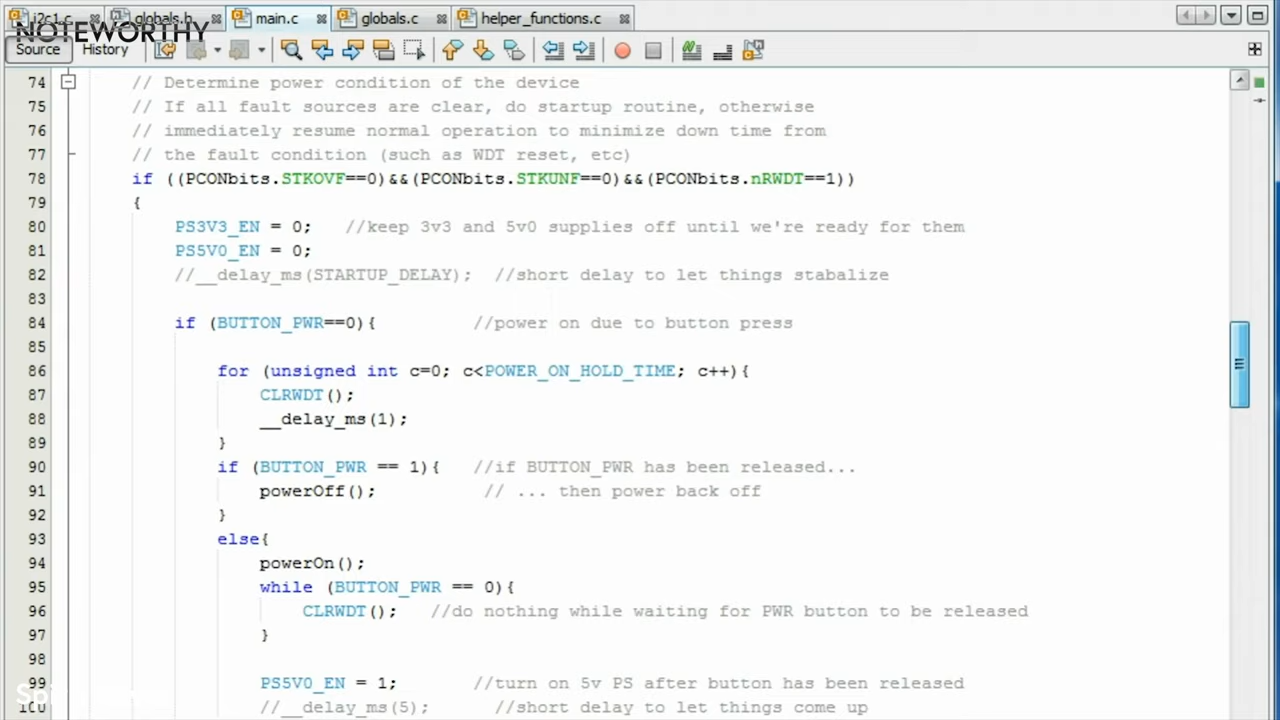 i2c1.c globals.h main.c globals.c helper_functions.c
NOTEWORTHY
Source History
74 // Determine power condition of the device
75 // If all fault sources are clear, do startup routine, otherwise
76 // immediately resume normal operation to minimize down time from
77 // the fault condition (such as WDT reset, etc)
78 if ((PCONbits.STKOVF==0)&&(PCONbits.STKUNF==0)&&(PCONbits.nRWDT==1))
79 {
80 PS3V3_EN = 0; //keep 3v3 and 5v0 supplies off until we're ready for them
81 PS5V0_EN = 0;
82 //__delay_ms(STARTUP_DELAY); //short delay to let things stabalize
83
84 if (BUTTON_PWR==0){ //power on due to button press
85
86 for (unsigned int c=0; c<POWER_ON_HOLD_TIME; c++){
87 CLRWDT();
88 __delay_ms(1);
89 }
90 if (BUTTON_PWR == 1){ //if BUTTON_PWR has been released...
91 powerOff(); // ... then power back off
92 }
93 else{
94 powerOn();
95 while (BUTTON_PWR == 0){
96 CLRWDT(); //do nothing while waiting for PWR button to be released
97 }
98
99 PS5V0_EN = 1; //turn on 5v PS after button has been released
100 //__delay_ms(5); //short delay to let things come up